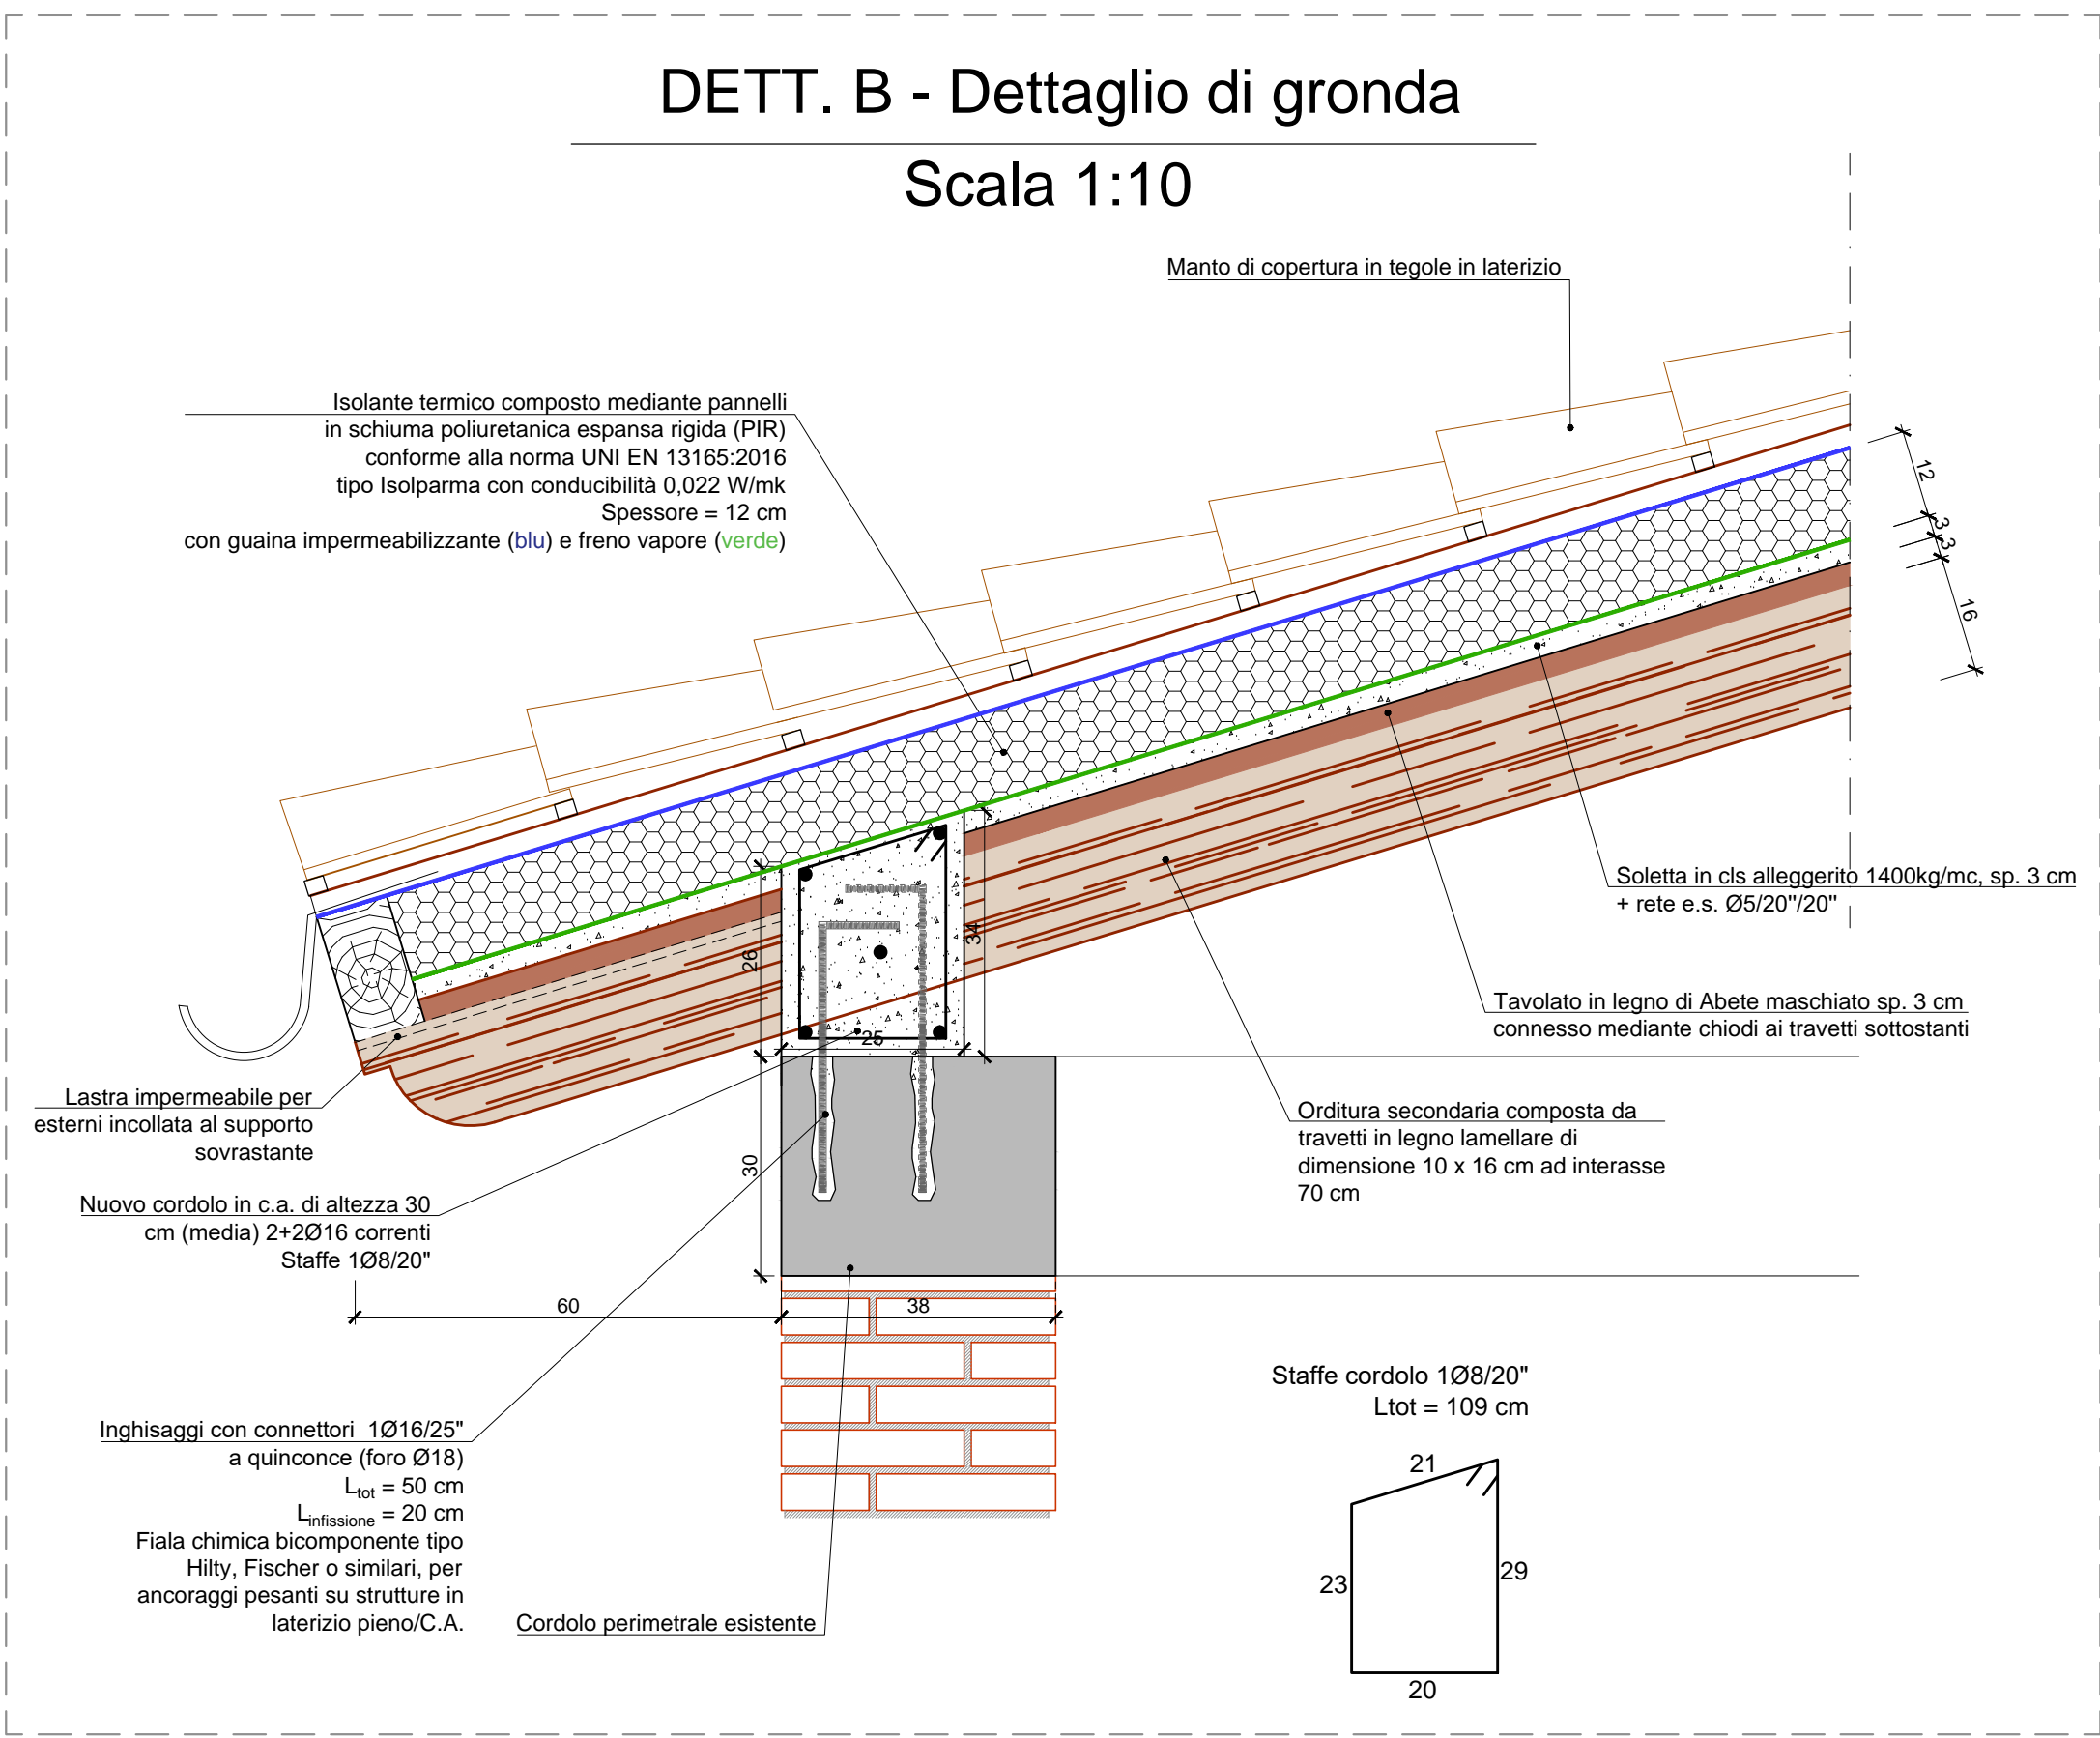 DETT. B - Dettaglio di gronda
Scala 1:10
Manto di copertura in tegole in laterizio
Isolante termico composto mediante pannelli
in schiuma poliuretanica espansa rigida (PIR)
conforme alla norma UNI EN 13165:2016
tipo Isolparma con conducibilità 0,022 W/mk
Spessore = 12 cm
con guaina impermeabilizzante (blu) e freno vapore (verde)
12
3
3
16
Soletta in cls alleggerito 1400kg/mc, sp. 3 cm
+ rete e.s. Ø5/20"/20"
34
26
25
Tavolato in legno di Abete maschiato sp. 3 cm
connesso mediante chiodi ai travetti sottostanti
Lastra impermeabile per
esterni incollata al supporto
sovrastante
Orditura secondaria composta da
travetti in legno lamellare di
dimensione 10 x 16 cm ad interasse
70 cm
30
Nuovo cordolo in c.a. di altezza 30
cm (media) 2+2Ø16 correnti
Staffe 1Ø8/20"
60
38
Staffe cordolo 1Ø8/20"
Ltot = 109 cm
Inghisaggi con connettori  1Ø16/25"
a quinconce (foro Ø18)
Ltot = 50 cm
Linfissione = 20 cm
Fiala chimica bicomponente tipo
Hilty, Fischer o similari, per
ancoraggi pesanti su strutture in
laterizio pieno/C.A.
Cordolo perimetrale esistente
21
23
29
20